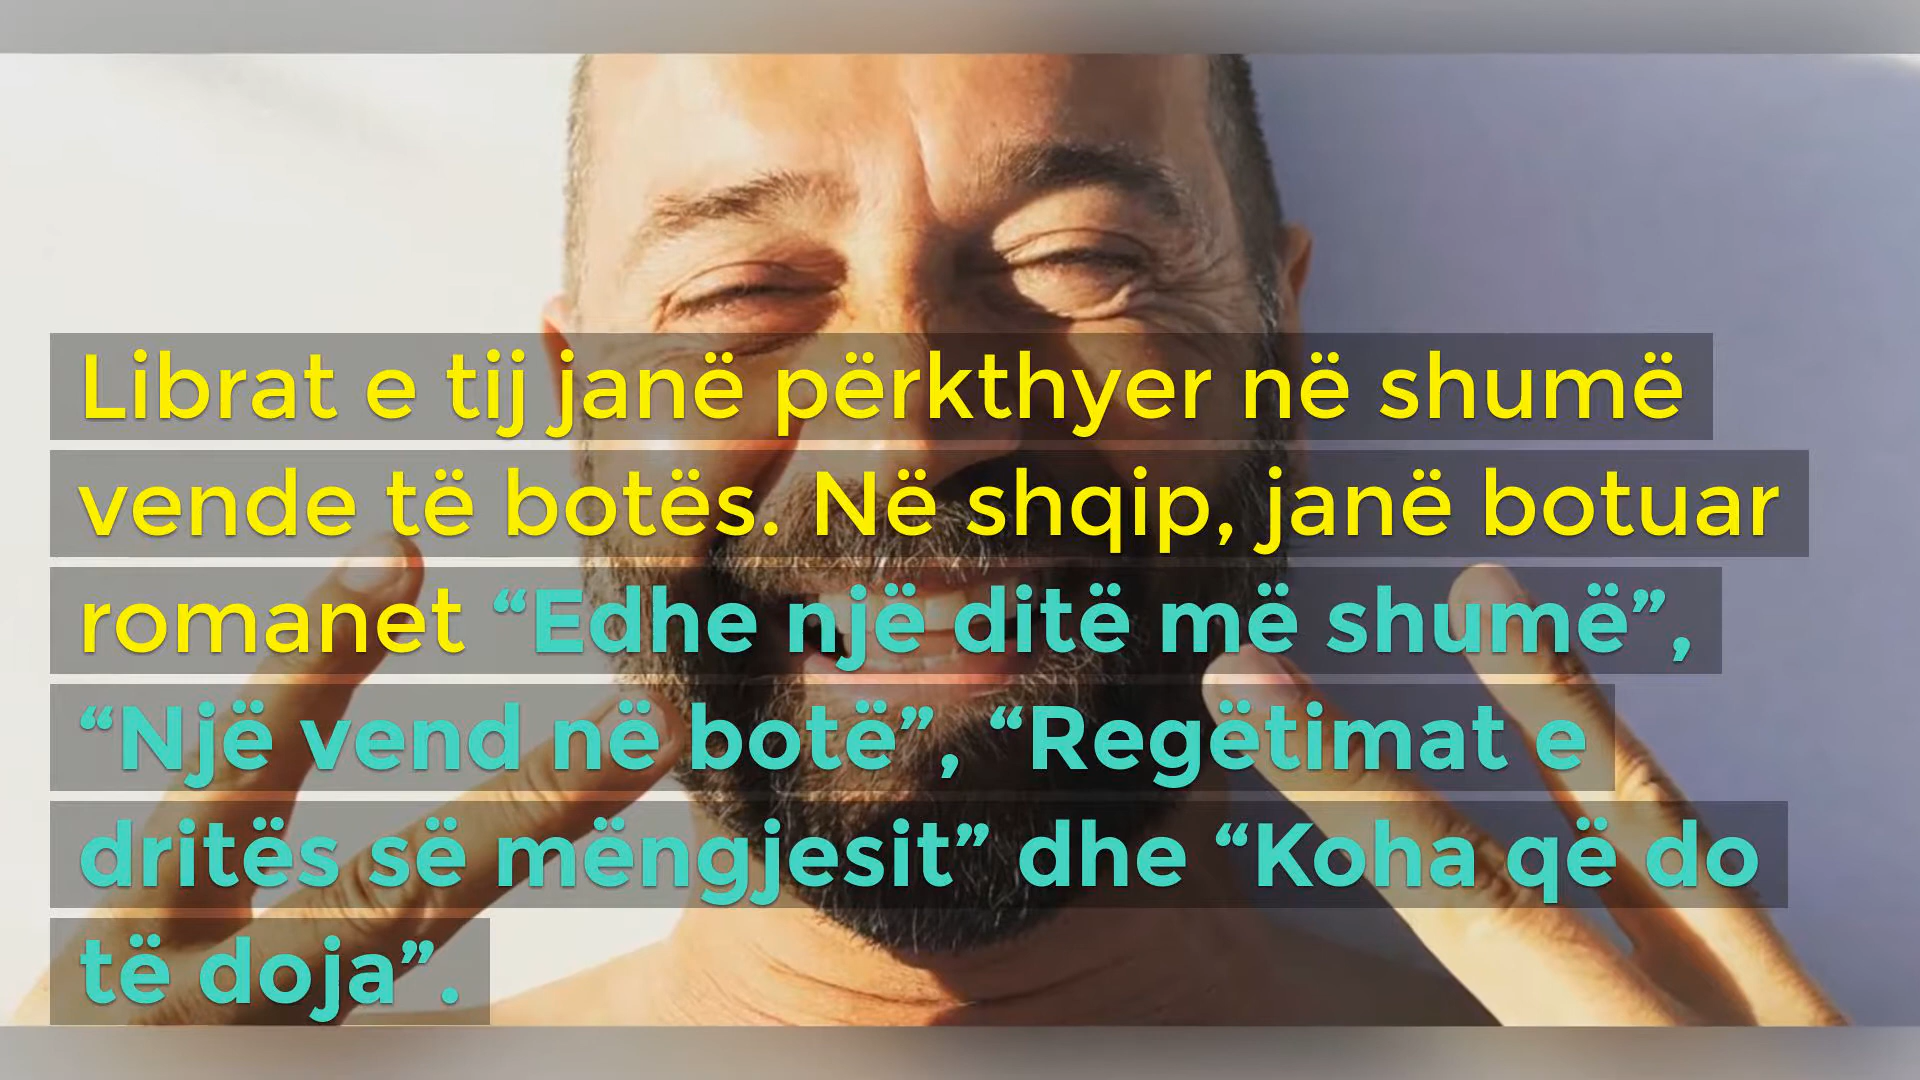 Librat e tij janë përkthyer në shumë
vende të botës. Në shqip, janë botuar
romanet “Edhe një ditë më shumë”,
“Një vend në botë”, “Regëtimat e
dritës së mëngjesit” dhe “Koha që do
të doja”.